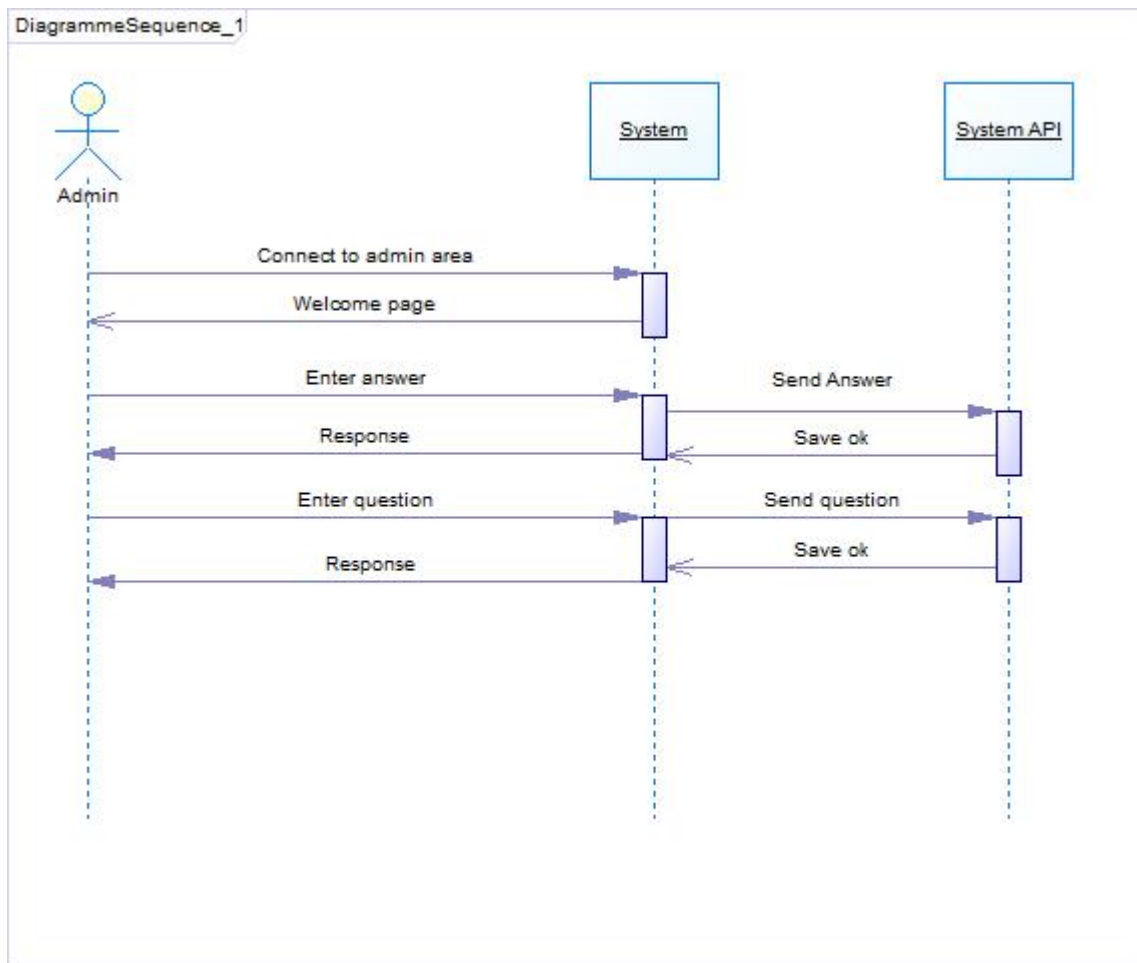 DiagrammeSequence_1
System
System API
Admin
Connect to admin area
Welcome page
Enter answer
Send Answer
Response
Save ok
Enter question
Send question
Save ok
Response